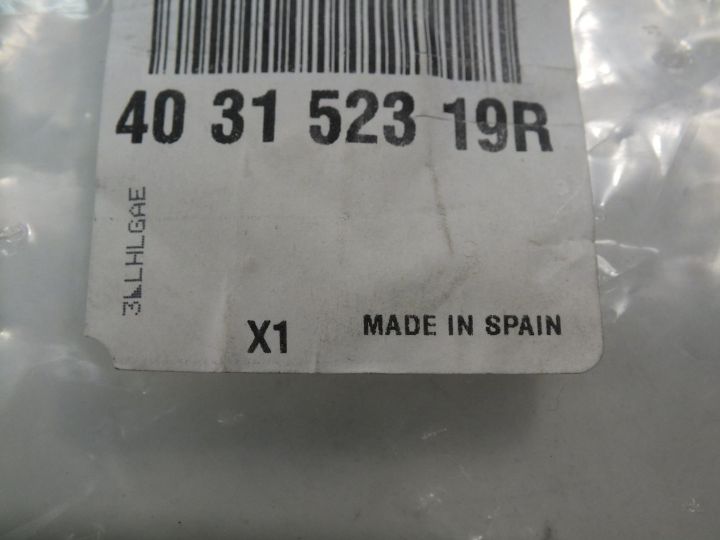 40 31 523 19R
3LLHLGAE
X1
MADE IN SPAIN